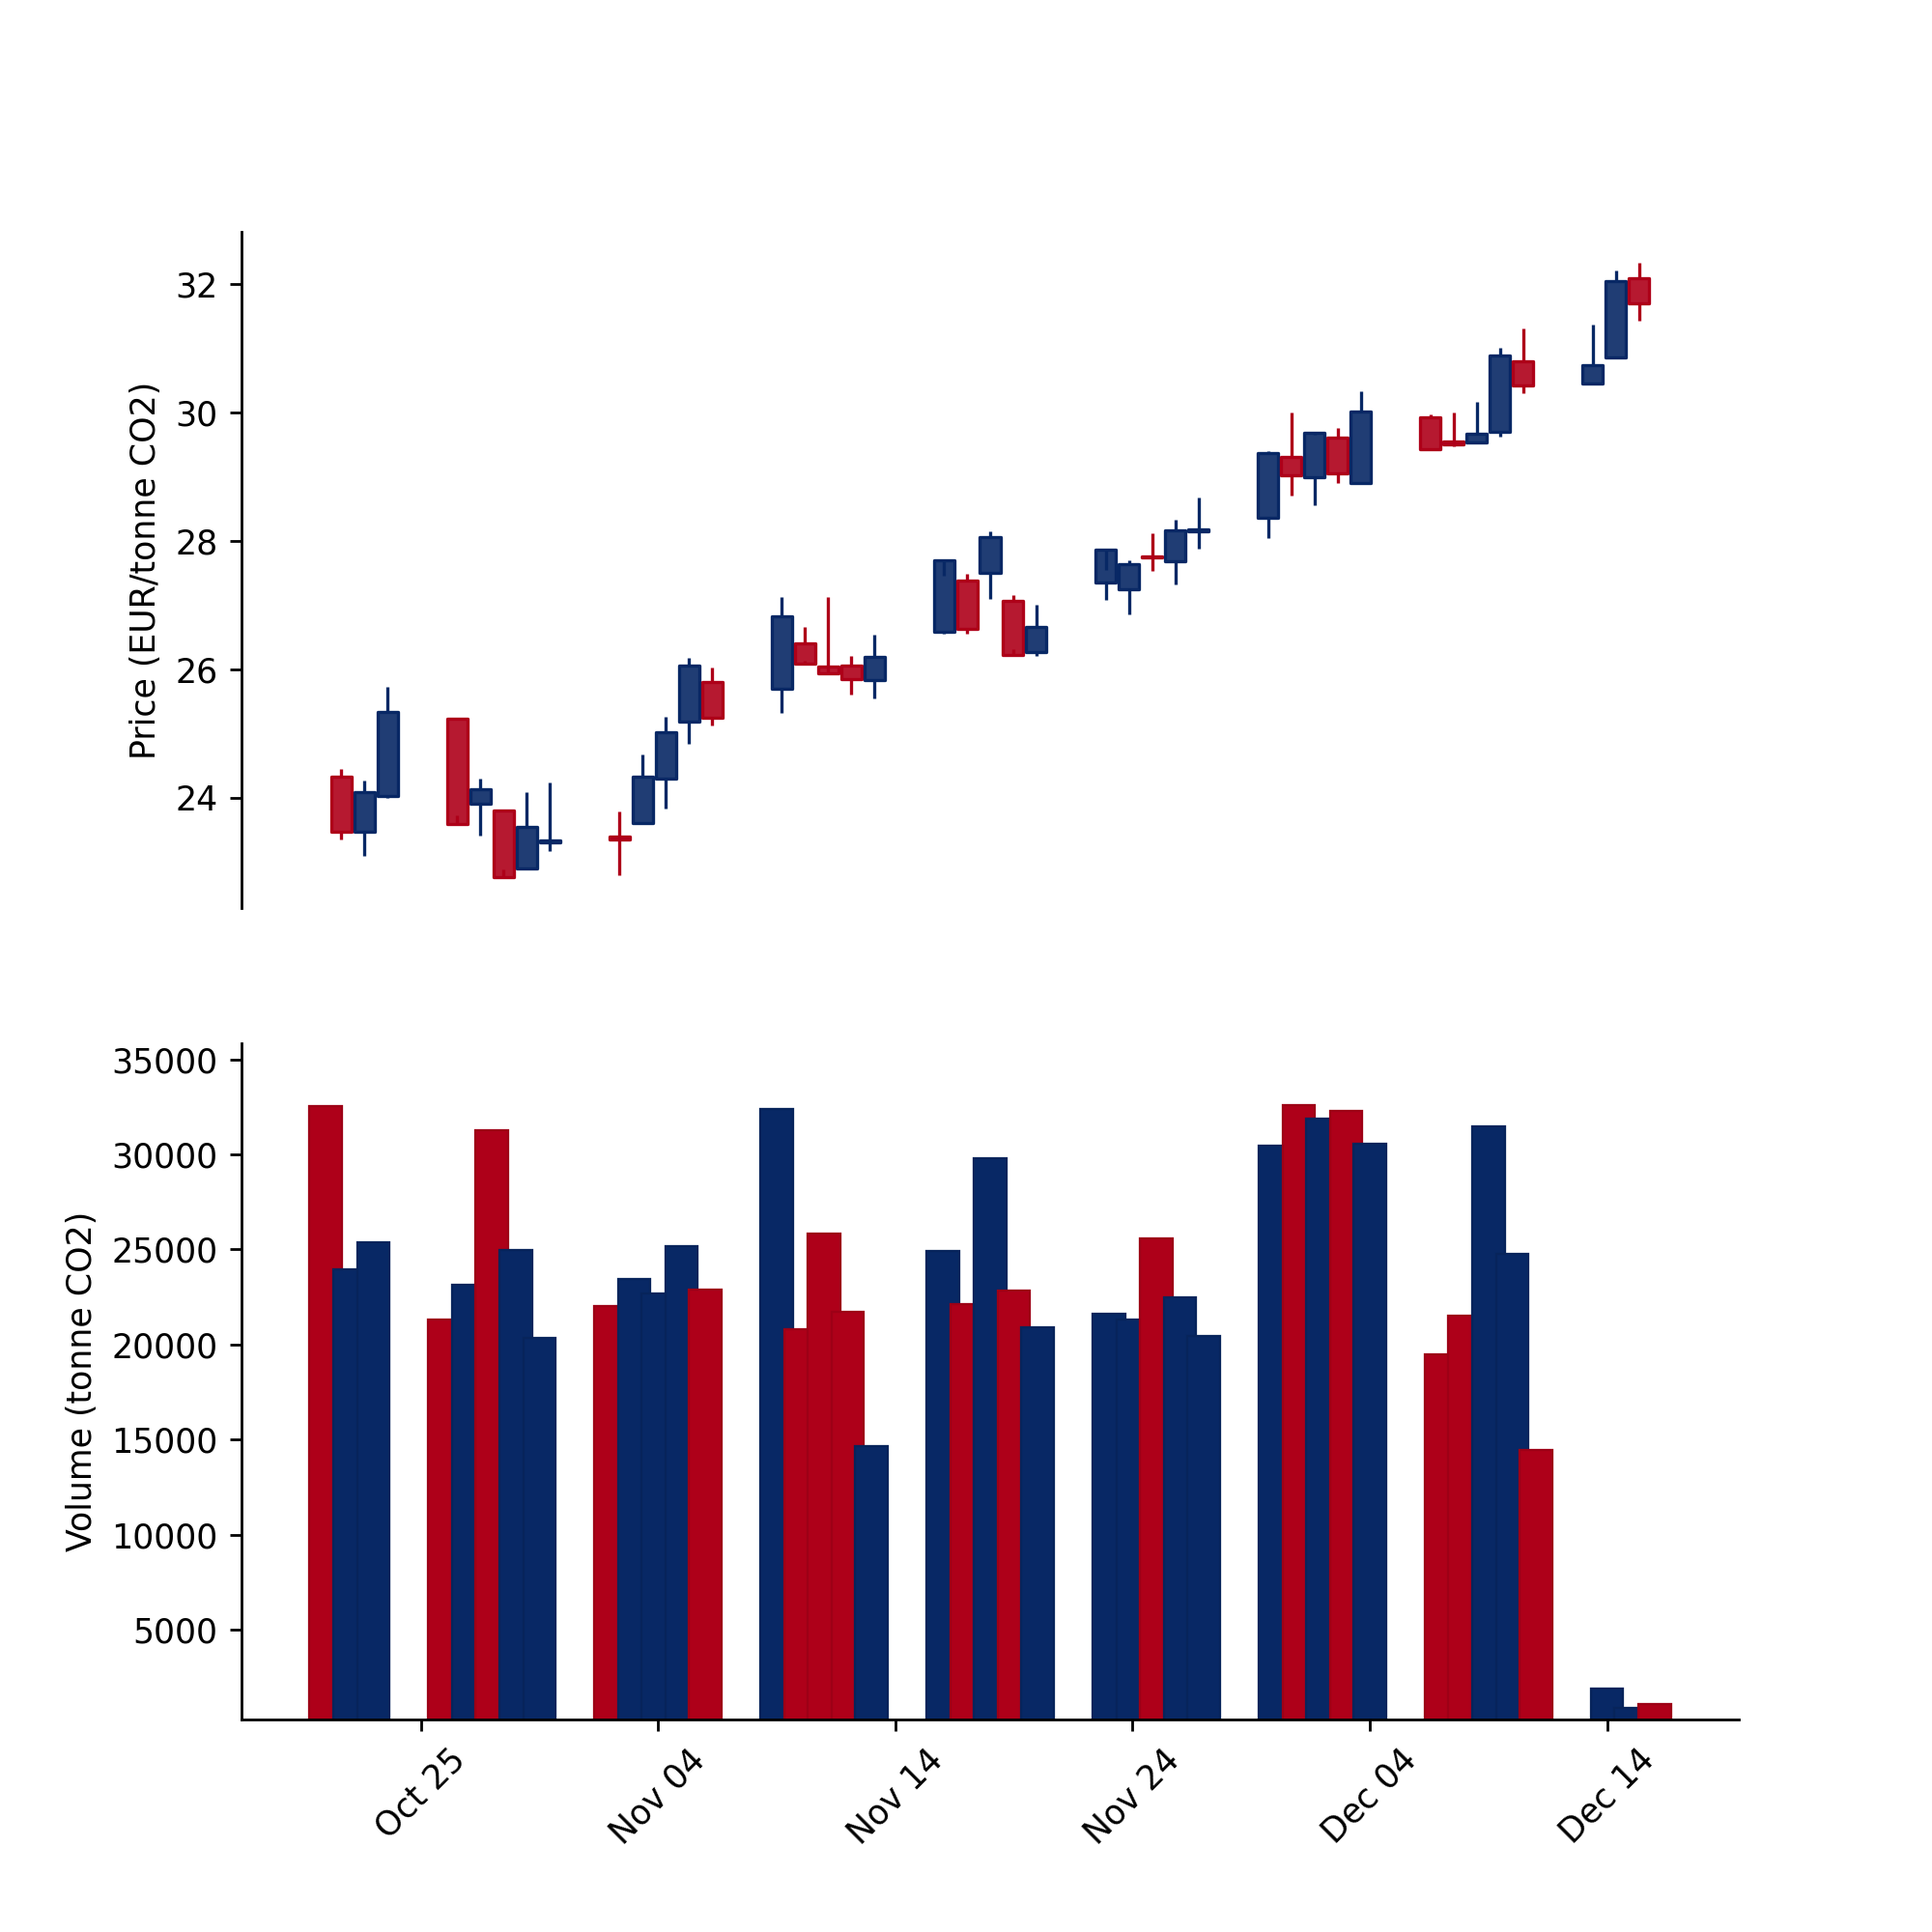 32
30
28
26
24
Price (EUR/tonne CO2)
35000
30000
25000
20000
15000
10000
5000
Volume (tonne CO2)
Oct 25
Nov 04
Nov 14
Nov 24
Dec 04
Dec 14